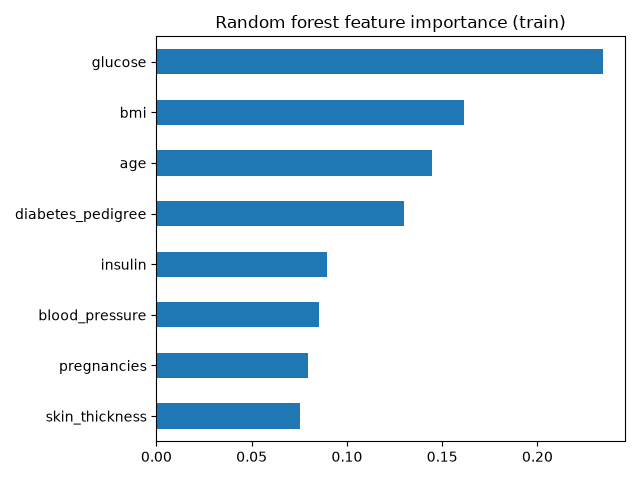 Random forest feature importance (train)
glucose
bmi
age
diabetes_pedigree
insulin
blood_pressure
pregnancies
skin_thickness
0.00 0.05 0.10 0.15 0.20